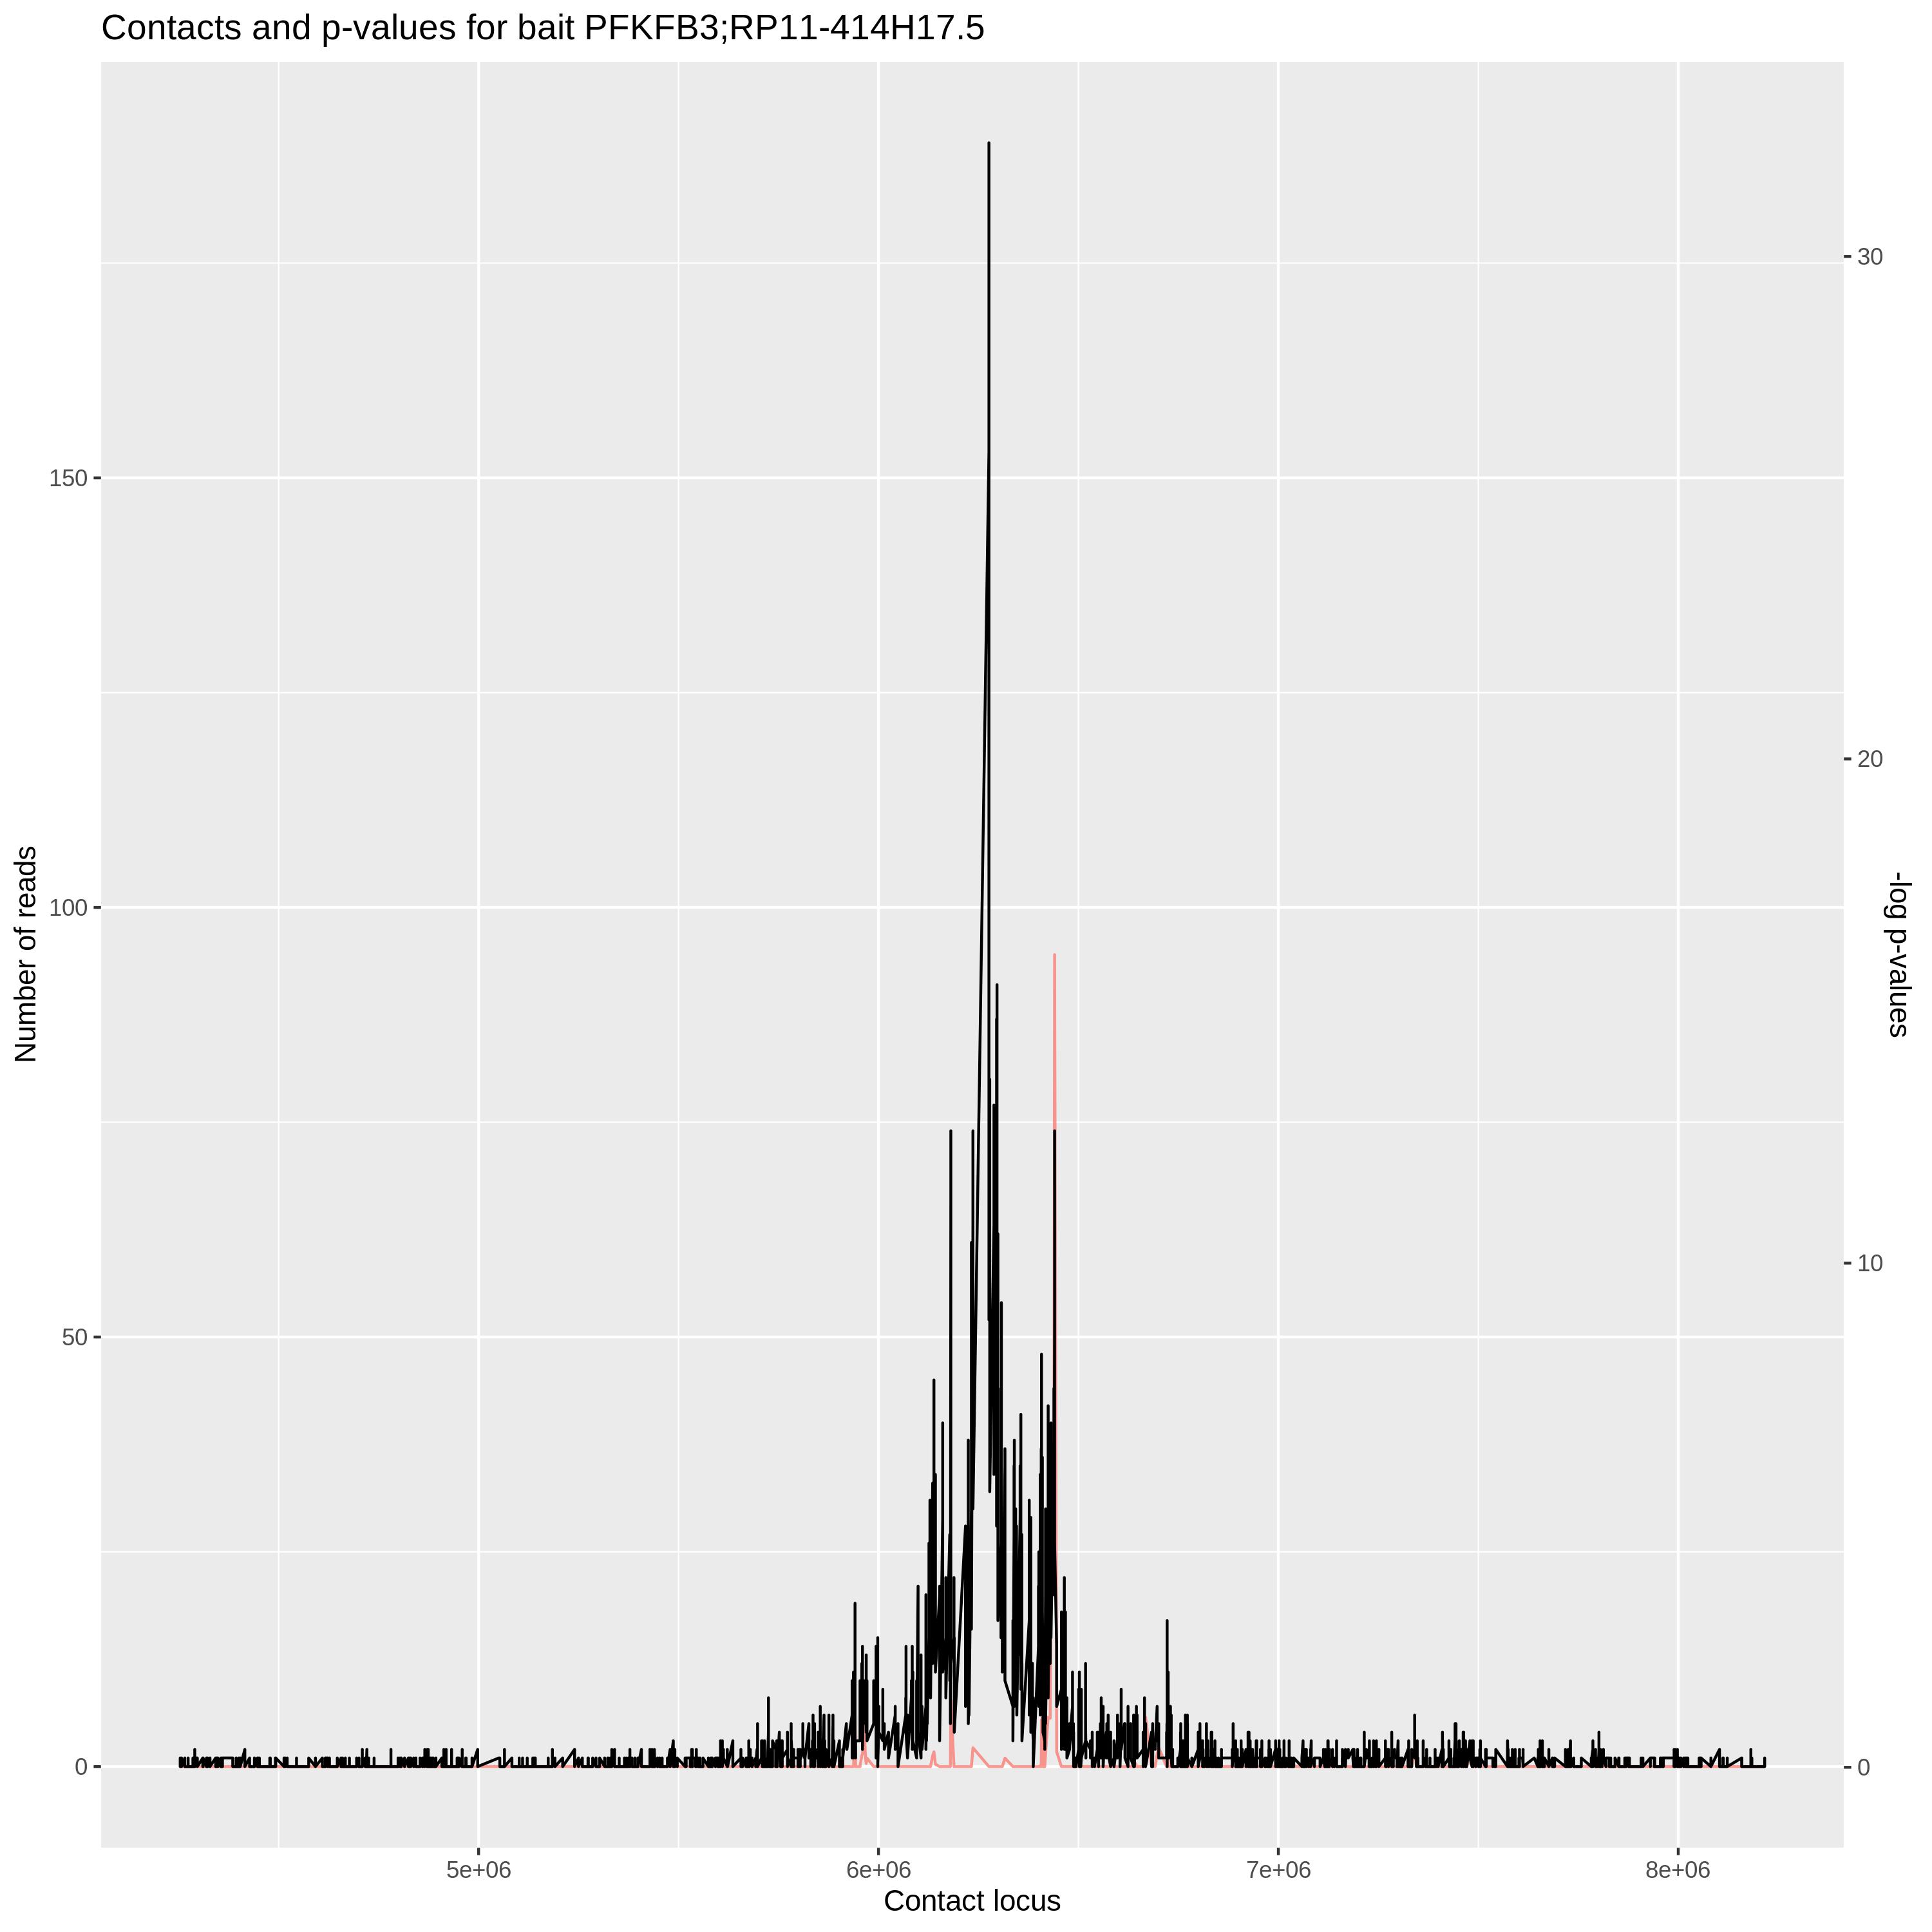 Contacts and p-values for bait PFKFB3;RP11-414H17.5
Number of reads
150
100
50
0
30
20
10
0
-log p-values
5e+06 6e+06 7e+06 8e+06
Contact locus